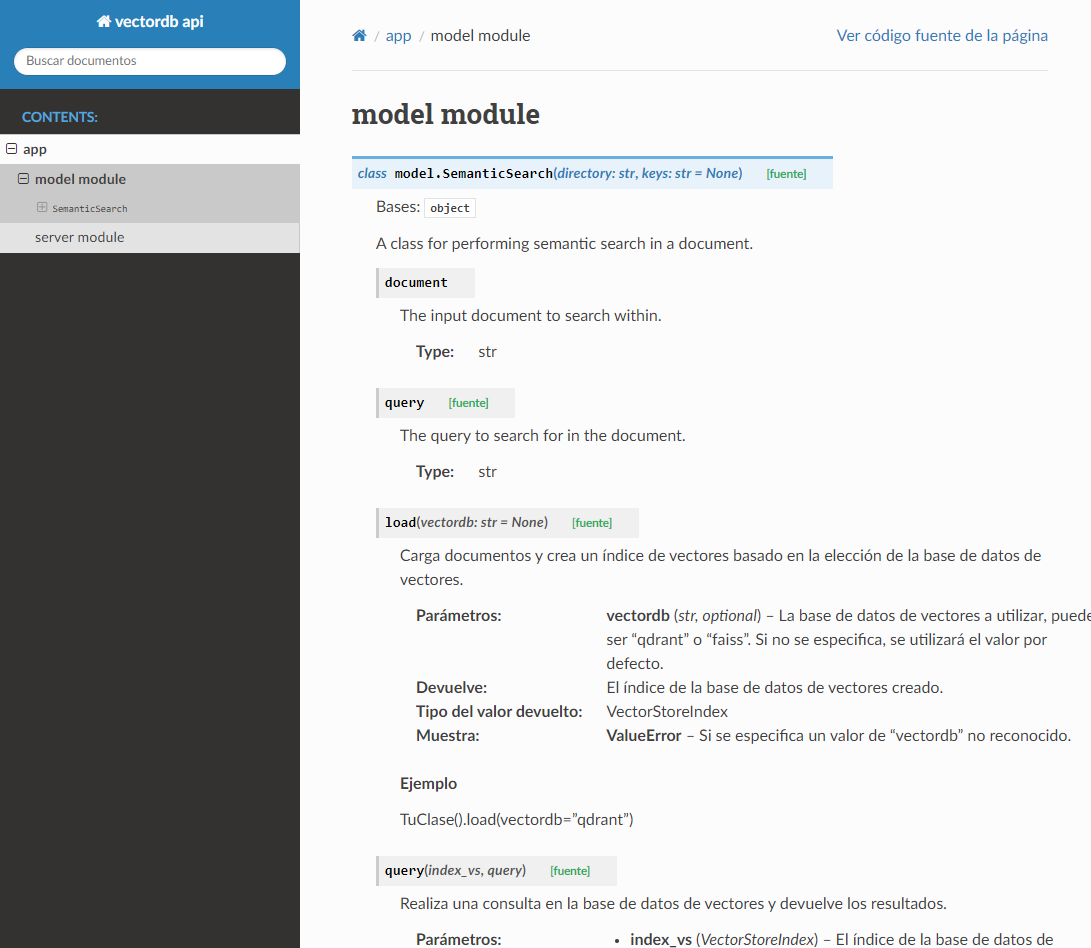 vectordb api
Buscar documentos
CONTENTS:
app
model module
SemanticSearch
server module
/ app / model module
Ver código fuente de la página
model module
class model.SemanticSearch(directory: str, keys: str = None) [fuente]
Bases: object
A class for performing semantic search in a document.
document
The input document to search within.
Type: str
query [fuente]
The query to search for in the document.
Type: str
load(vectordb: str = None) [fuente]
Carga documentos y crea un índice de vectores basado en la elección de la base de datos de
vectores.
Parámetros: vectordb (str, optional) – La base de datos de vectores a utilizar, puede
ser “qdrant” o “faiss”. Si no se especifica, se utilizará el valor por
defecto.
Devuelve: El índice de la base de datos de vectores creado.
Tipo del valor devuelto: VectorStoreIndex
Muestra: ValueError – Si se especifica un valor de “vectordb” no reconocido.
Ejemplo
TuClase().load(vectordb=”qdrant”)
query(index_vs, query) [fuente]
Realiza una consulta en la base de datos de vectores y devuelve los resultados.
Parámetros: • index_vs (VectorStoreIndex) – El índice de la base de datos de